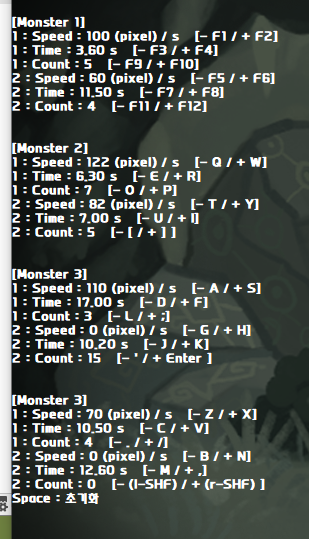 [Monster 1]
1 : Speed : 100 (pixel) / s [- F1 / + F2]
1 : Time : 3.60 s [- F3 / + F4]
1 : Count : 5 [- F9 / + F10]
2 : Speed : 60 (pixel) / s [- F5 / + F6]
2 : Time : 11.50 s [- F7 / + F8]
2 : Count : 4 [- F11 / + F12]
[Monster 2]
1 : Speed : 122 (pixel) / s [- Q / + W]
1 : Time : 6.30 s [- E / + R]
1 : Count : 7 [- O / + P]
2 : Speed : 82 (pixel) / s [- T / + Y]
2 : Time : 7.00 s [- U / + I]
2 : Count : 5 [- [ / + ] ]
[Monster 3]
1 : Speed : 110 (pixel) / s [- A / + S]
1 : Time : 17.00 s [- D / + F]
1 : Count : 3 [- L / + ;]
2 : Speed : 0 (pixel) / s [- G / + H]
2 : Time : 10.20 s [- J / + K]
2 : Count : 15 [- ' / + Enter ]
[Monster 3]
1 : Speed : 70 (pixel) / s [- Z / + X]
1 : Time : 10.50 s [- C / + V]
1 : Count : 4 [- . / + /]
2 : Speed : 0 (pixel) / s [- B / + N]
2 : Time : 12.60 s [- M / + ,]
2 : Count : 0 [- (l-SHF) / + (r-SHF) ]
Space : 초기화